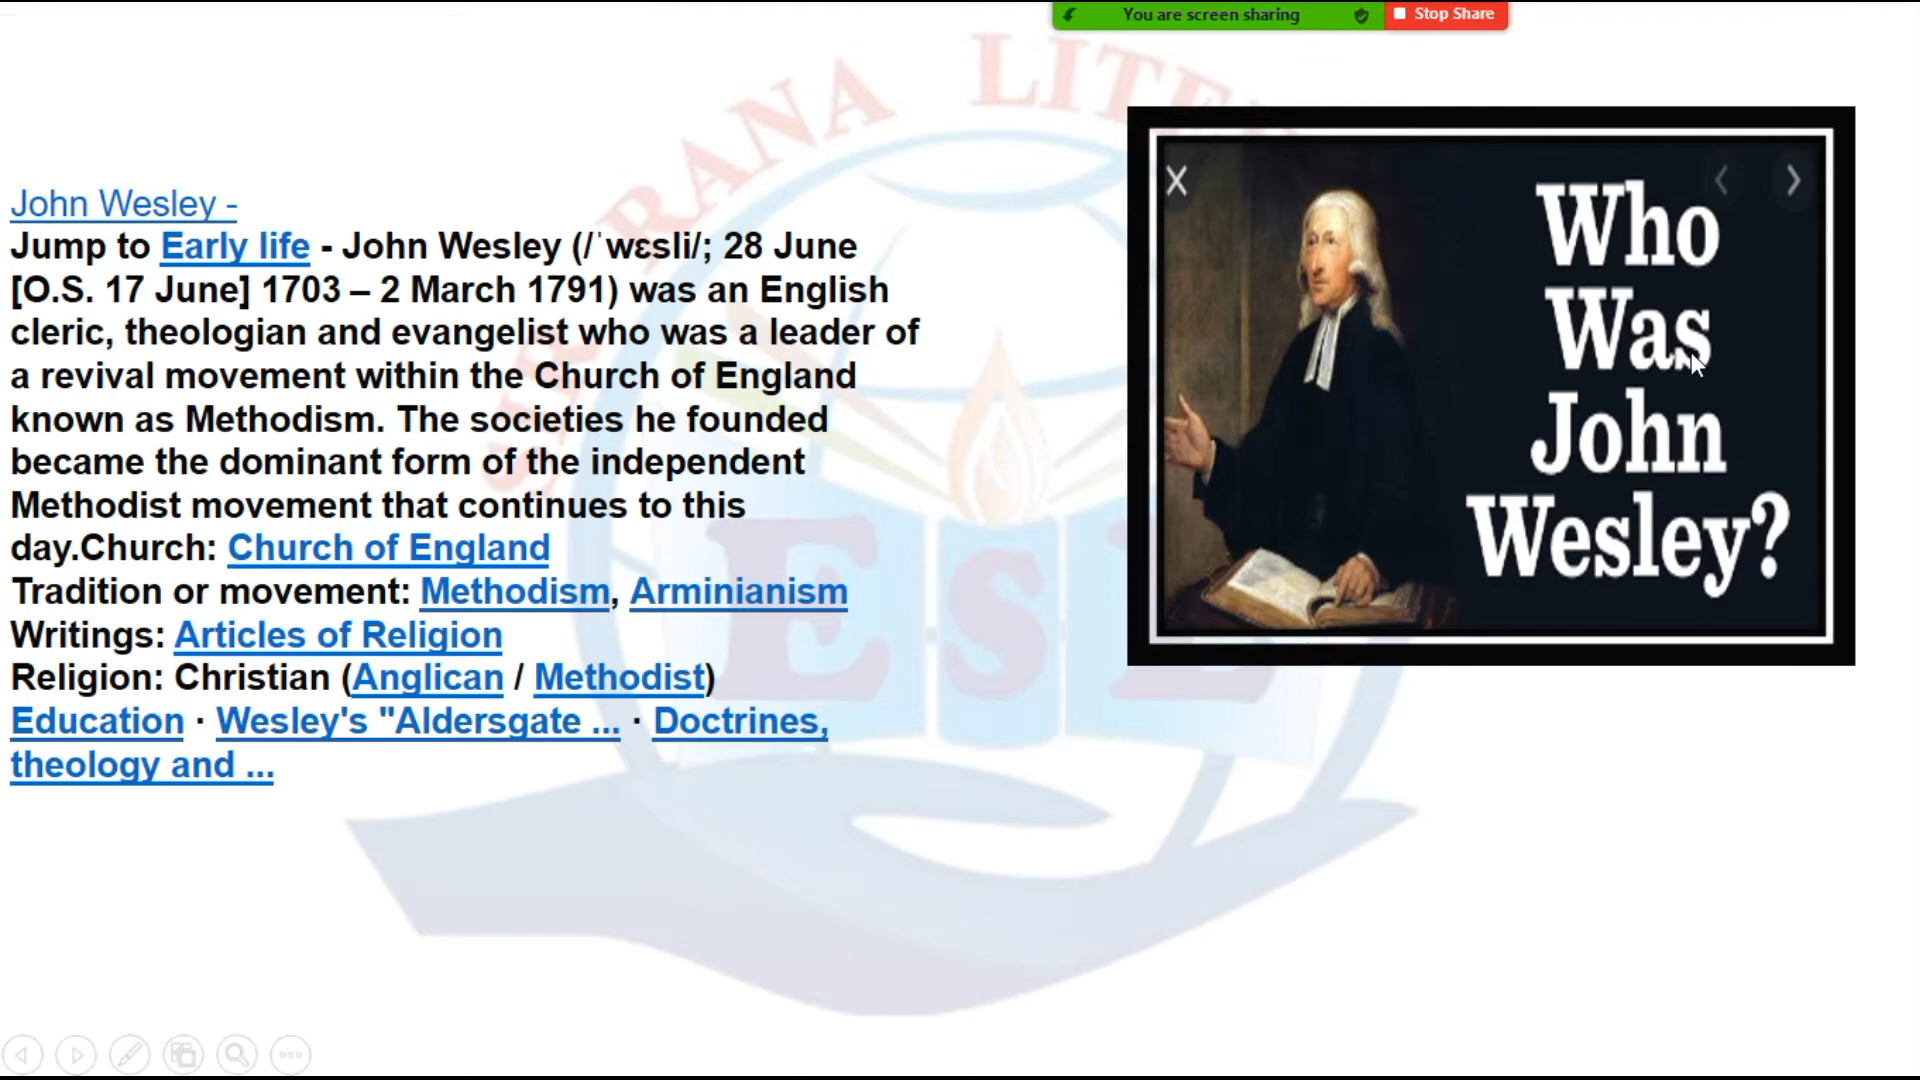 You are screen sharing
Stop Share
SIR RANA LITER
John Wesley -
Jump to Early life - John Wesley (/ˈwɛsli/; 28 June
[O.S. 17 June] 1703 – 2 March 1791) was an English
cleric, theologian and evangelist who was a leader of
a revival movement within the Church of England
known as Methodism. The societies he founded
became the dominant form of the independent
Methodist movement that continues to this
day.Church: Church of England
Tradition or movement: Methodism, Arminianism
Writings: Articles of Religion
Religion: Christian (Anglican / Methodist)
Education · Wesley's "Aldersgate ... · Doctrines,
theology and ...
Who
Was
John
Wesley?
ESL